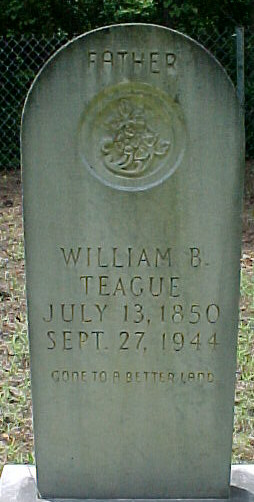 FATHER
WILLIAM B.
TEAGUE
JULY 13, 1850
SEPT. 27, 1944
GONE TO A BETTER LAND